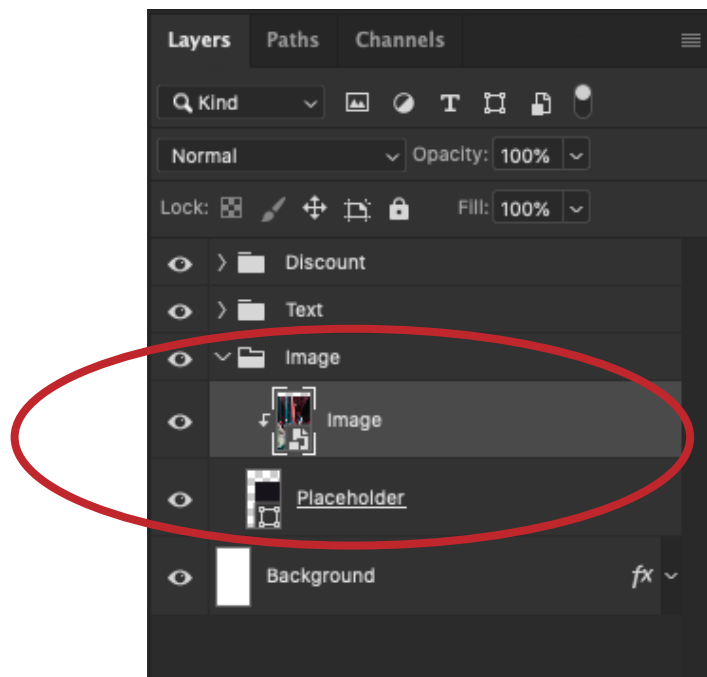 Layers Paths Channels
Kind T
Normal Opacity: 100%
Lock: Fill: 100%
Discount
Text
Image
Image
Placeholder
Background fx